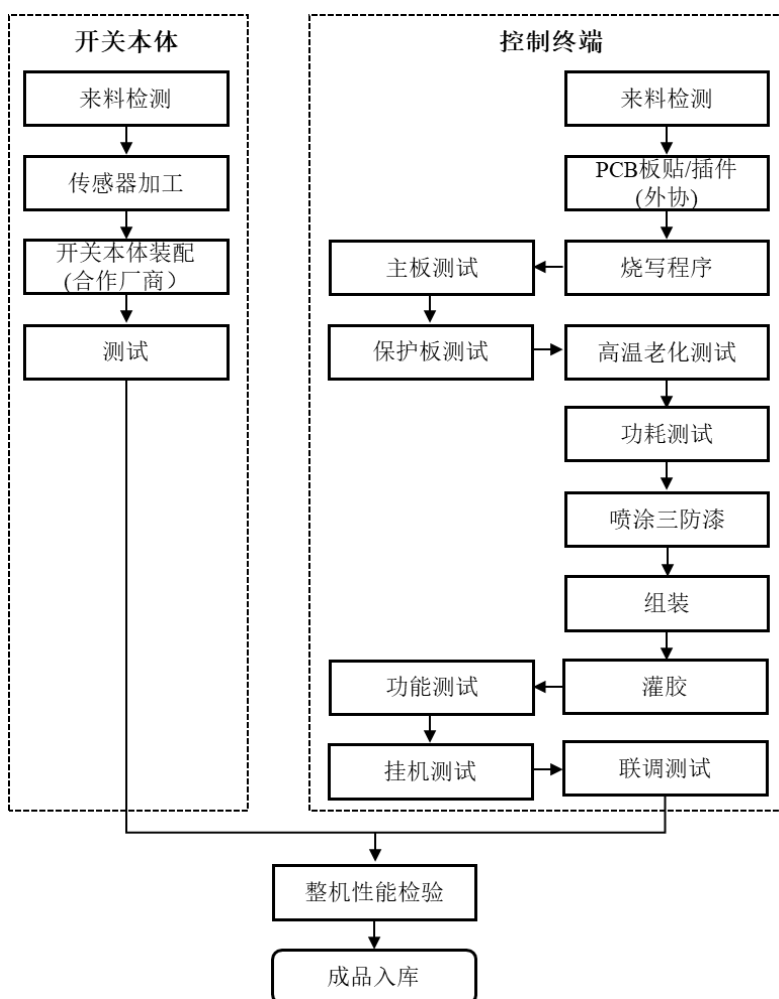 开关本体
来料检测
传感器加工
开关本体装配
(合作厂商）
测试
控制终端
来料检测
PCB板贴/插件
(外协)
烧写程序
主板测试
保护板测试
高温老化测试
功耗测试
喷涂三防漆
组装
灌胶
功能测试
挂机测试
联调测试
整机性能检验
成品入库